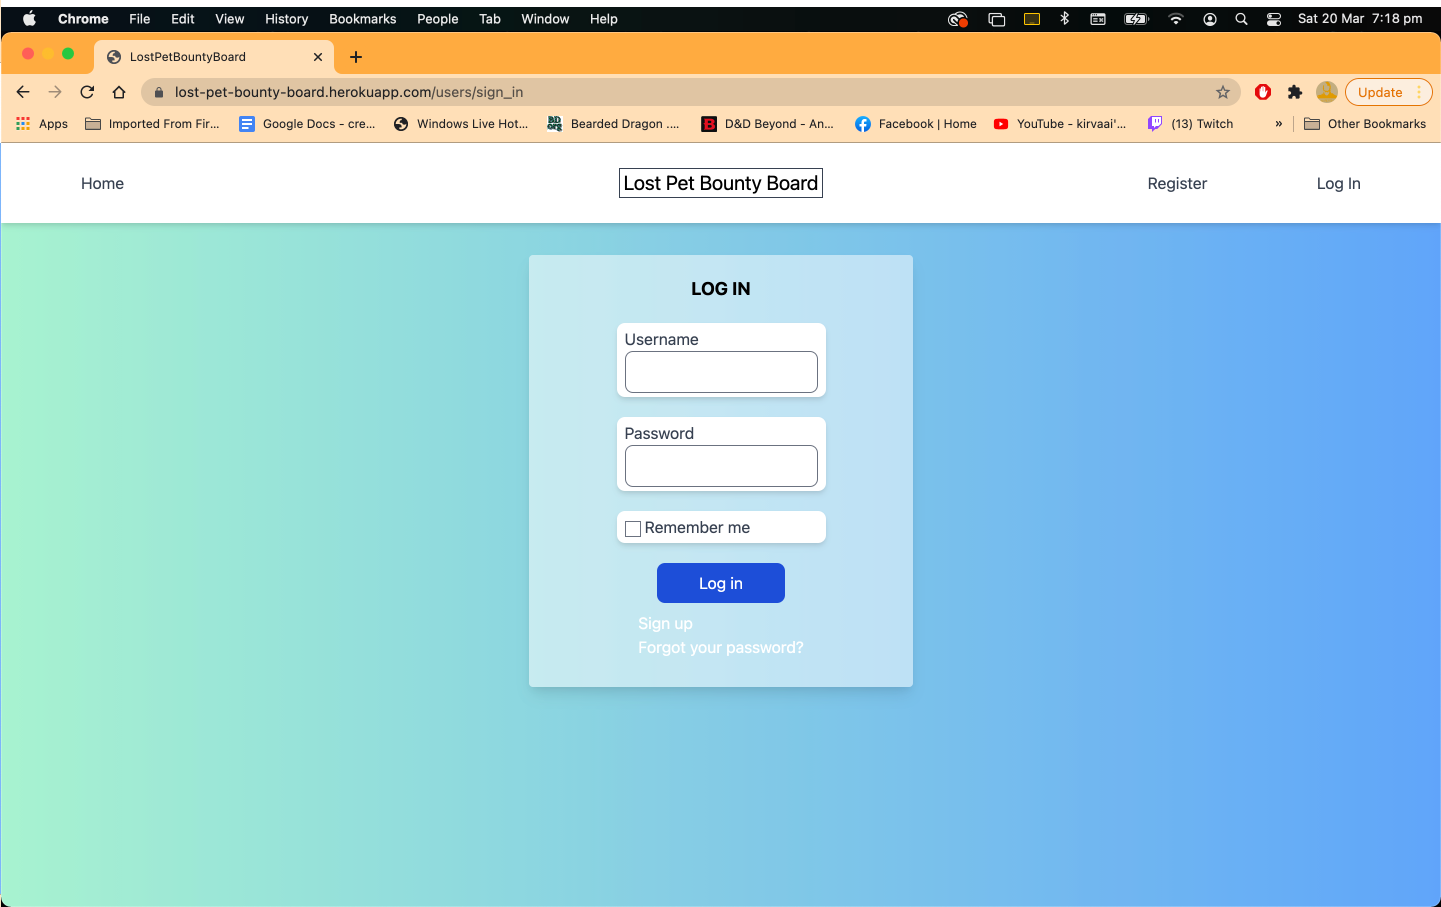 Chrome File Edit View History Bookmarks People Tab Window Help Sat 20 Mar 7:18 pm
LostPetBountyBoard
lost-pet-bounty-board.herokuapp.com/users/sign_in Update
Apps Imported From Fir... Google Docs - cre... Windows Live Hot... Bearded Dragon .... D&D Beyond - An... Facebook | Home YouTube - kirvaai'... (13) Twitch » Other Bookmarks
Home Lost Pet Bounty Board Register Log In
LOG IN
Username
Password
Remember me
Log in
Sign up
Forgot your password?